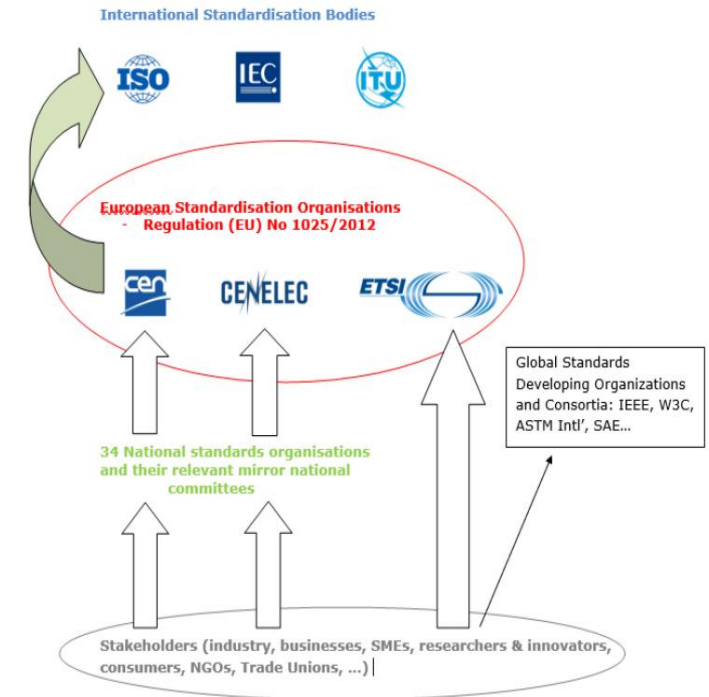 International Standardisation Bodies
ISO
IEC
ITU
European Standardisation Organisations
- Regulation (EU) No 1025/2012
cen
CENELEC
ETSI
Global Standards
Developing Organizations
and Consortia: IEEE, W3C,
ASTM Intl’, SAE...
34 National standards organisations
and their relevant mirror national
committees
Stakeholders (industry, businesses, SMEs, researchers & innovators,
consumers, NGOs, Trade Unions, ...)